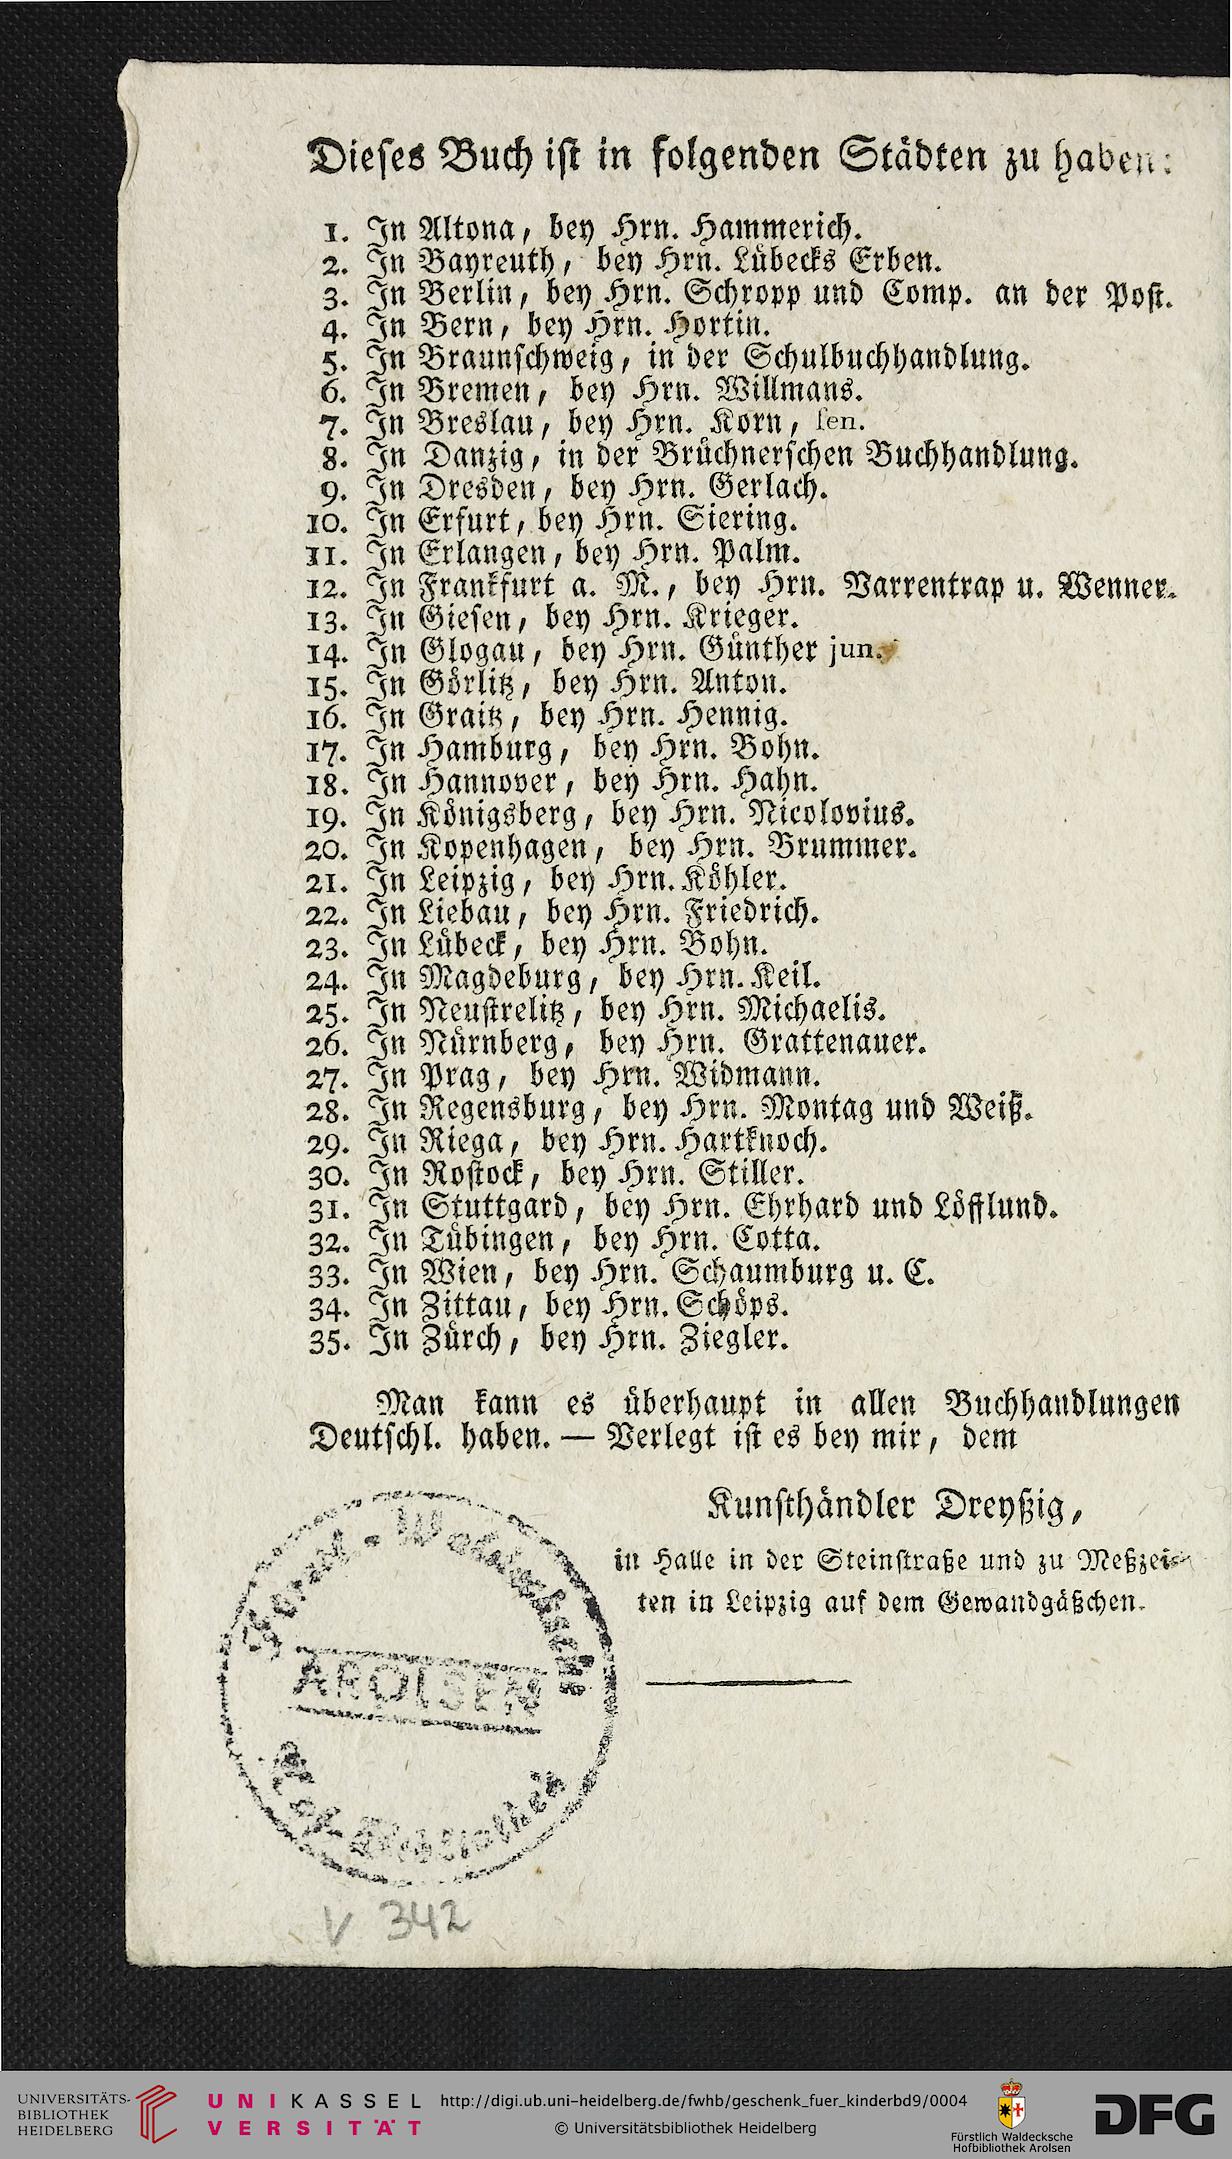 Dieses Buch ist in folgenden Städten zu haben:
1. In Altona, bey Hrn. Hammerich.
2. In Bayreuth, bey Hrn. Lübecks Erben.
3. In Berlin, bey Hrn. Schropp und Comp. an der Post.
4. In Bern, bey Hrn. Hortin.
5. In Braunschweig, in der Schulbuchhandlung.
6. In Bremen, bey Hrn. Willmans.
7. In Breslau, bey Hrn. Korn, sen.
8. In Danzig, in der Brüchnerschen Buchhandlung.
9. In Dresden, bey Hrn. Gerlach.
10. In Erfurt, bey Hrn. Siering.
11. In Erlangen, bey Hrn. Palm.
12. In Frankfurt a. M., bey Hrn. Varrentrap u. Wenner.
13. In Giesen, bey Hrn. Krieger.
14. In Glogau, bey Hrn. Günther jun.
15. In Görlitz, bey Hrn. Anton.
16. In Graitz, bey Hrn. Hennig.
17. In Hamburg, bey Hrn. Bohn.
18. In Hannover, bey Hrn. Hahn.
19. In Königsberg, bey Hrn. Nicolovius.
20. In Kopenhagen, bey Hrn. Brummer.
21. In Leipzig, bey Hrn. Köhler.
22. In Liebau, bey Hrn. Friedrich.
23. In Lübeck, bey Hrn. Bohn.
24. In Magdeburg, bey Hrn. Keil.
25. In Neustrelitz, bey Hrn. Michaelis.
26. In Nürnberg, bey Hrn. Grattenauer.
27. In Prag, bey Hrn. Widmann.
28. In Regensburg, bey Hrn. Montag und Weiß.
29. In Riega, bey Hrn. Hartknoch.
30. In Rostock, bey Hrn. Stiller.
31. In Stuttgard, bey Hrn. Ehrhard und Löfflund.
32. In Tübingen, bey Hrn. Cotta.
33. In Wien, bey Hrn. Schaumburg u. C.
34. In Zittau, bey Hrn. Schöps.
35. In Zürch, bey Hrn. Ziegler.
Man kann es überhaupt in allen Buchhandlungen
Deutschl. haben. — Verlegt ist es bey mir, dem
Kunsthändler Dreyßig,
in Halle in der Steinstraße und zu Meßzei-
ten in Leipzig auf dem Gewandgäßchen.
AROLSEN
V 342
UNIVERSITÄTS-
BIBLIOTHEK
HEIDELBERG
UNIKASSEL
VERSITÄT
http://digi.ub.uni-heidelberg.de/fwhb/geschenk_fuer_kinderbd9/0004
© Universitätsbibliothek Heidelberg
Fürstlich Waldecksche
Hofbibliothek Arolsen
DFG